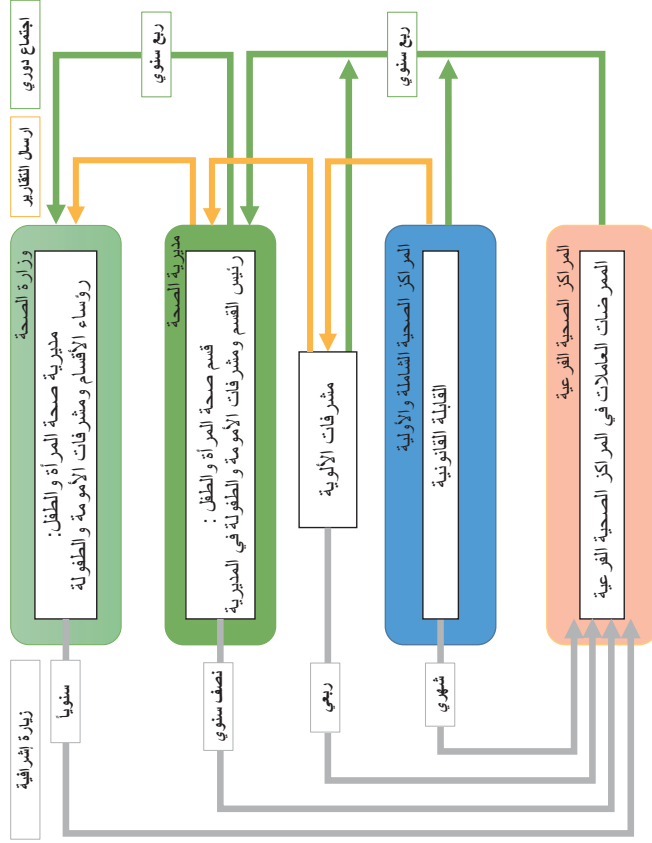 اجتماع دوري
ارسال التقارير
زيارة إشرافية
ربع سنوي
ربع سنوي
وزارة الصحة
مديرية صحة المرأة والطفل:
رؤساء الأقسام ومشرفات الأمومة والطفولة
سنوياً
مديرية الصحة
قسم صحة المرأة والطفل :
رئيس القسم ومشرفات الأمومة والطفولة في المديرية
نصف سنوي
مشرفات الألوية
ربعي
المراكز الصحية الشاملة والأولية
القابلة القانونية
شهري
المراكز الصحية الفرعية
الممرضات العاملات في المراكز الصحية الفرعية